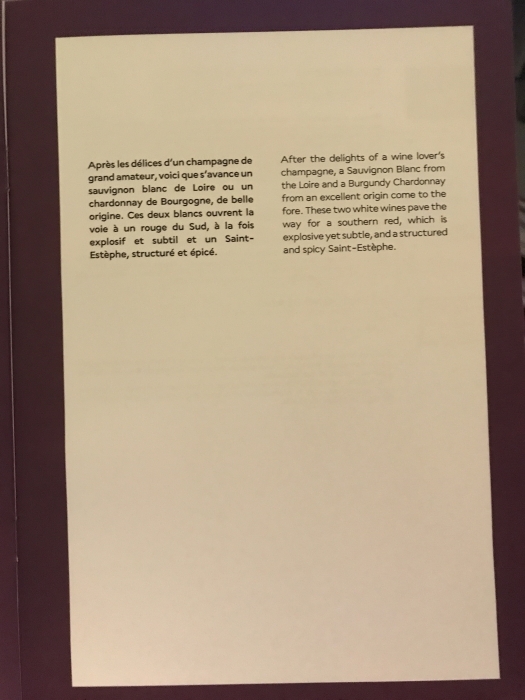 Après les délices d'un champagne de
grand amateur, voici que s'avance un
sauvignon blanc de Loire ou un
chardonnay de Bourgogne, de belle
origine. Ces deux blancs ouvrent la
voie à un rouge du Sud, à la fois
explosif et subtil et un Saint-
Estèphe, structuré et épicé.
After the delights of a wine lover's
champagne, a Sauvignon Blanc from
the Loire and a Burgundy Chardonnay
from an excellent origin come to the
fore. These two white wines pave the
way for a southern red, which is
explosive yet subtle, and a structured
and spicy Saint-Estèphe.